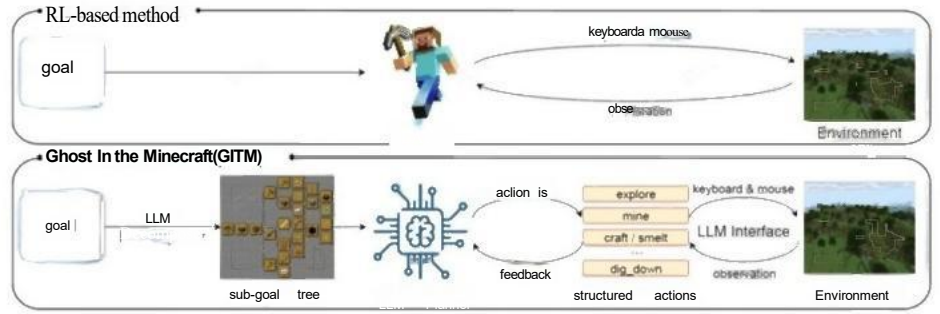 RL-based method
goal
keyboarda moouse
Environment
Ghost In the Minecraft(GITM)
goal
LLM
aclion is
feedback
sub-goal tree
explore
mine
craft / smelt
...
dig_down
structured actions
keyboard & mouse
LLM Interface
observation
Environment